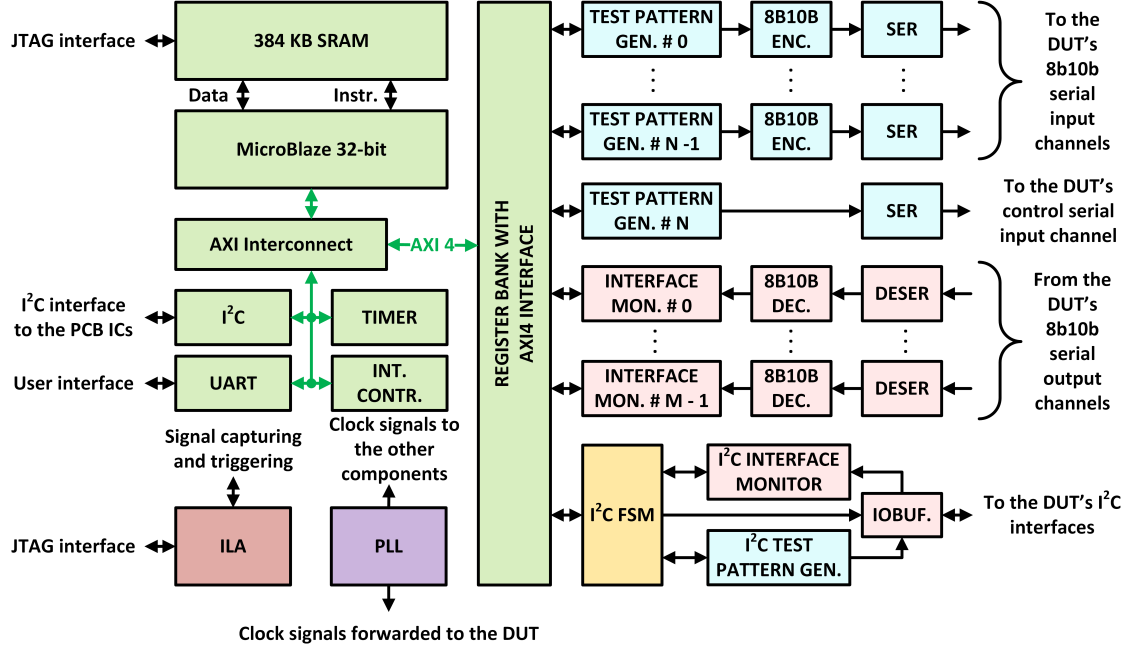 JTAG interface
384 KB SRAM
Data
Instr.
MicroBlaze 32-bit
AXI Interconnect
AXI 4
I²C interface
to the PCB ICs
I²C
TIMER
User interface
UART
INT.
CONTR.
Signal capturing
and triggering
Clock signals to
the other
components
JTAG interface
ILA
PLL
Clock signals forwarded to the DUT
REGISTER BANK WITH
AXI4 INTERFACE
TEST PATTERN
GEN. # 0
8B10B
ENC.
SER
TEST PATTERN
GEN. # N -1
8B10B
ENC.
SER
To the
DUT’s
8b10b
serial
input
channels
TEST PATTERN
GEN. # N
SER
To the DUT’s
control serial
input channel
INTERFACE
MON. # 0
8B10B
DEC.
DESER
INTERFACE
MON. # M - 1
8B10B
DEC.
DESER
From the
DUT’s
8b10b
serial
output
channels
I²C FSM
I²C INTERFACE
MONITOR
IOBUF.
I²C TEST
PATTERN GEN.
To the DUT’s I²C
interfaces